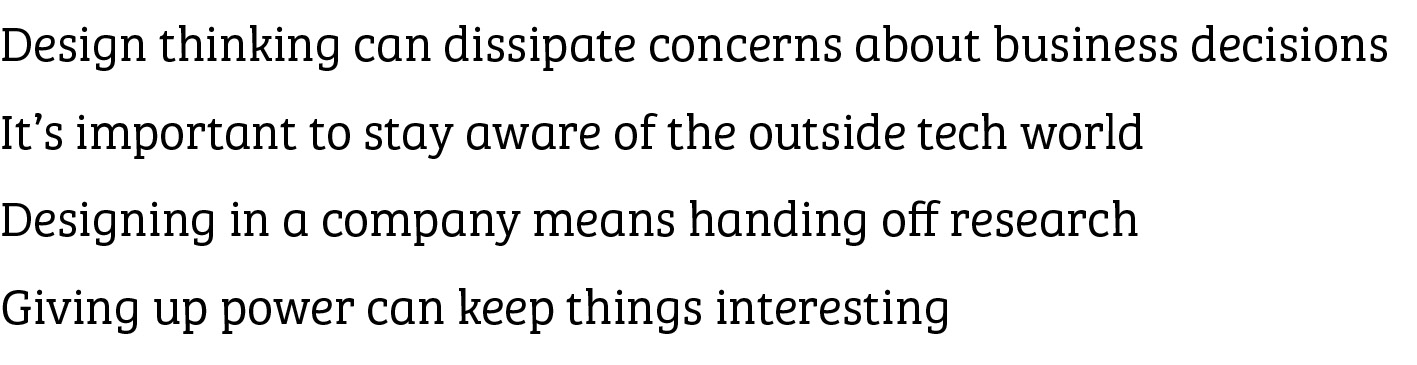 Design thinking can dissipate concerns about business decisions
It’s important to stay aware of the outside tech world
Designing in a company means handing off research
Giving up power can keep things interesting